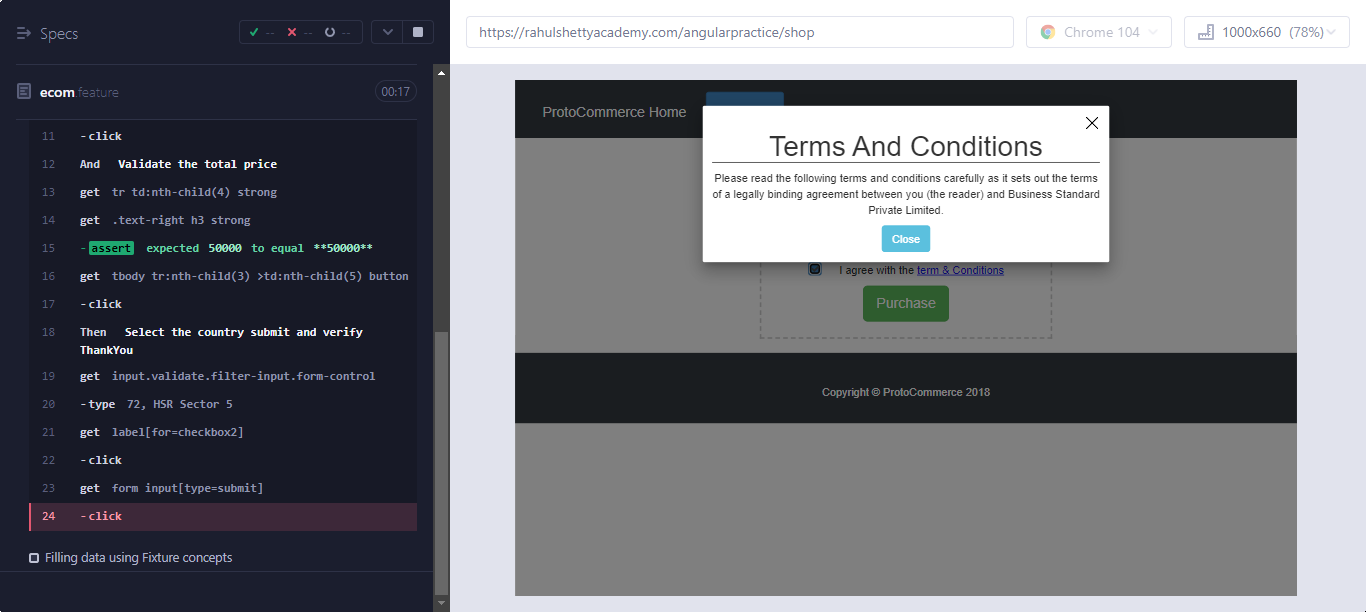 Specs
-- -- --
ecom.feature 00:17
11 -click
12 And Validate the total price
13 get tr td:nth-child(4) strong
14 get .text-right h3 strong
15 -assert expected 50000 to equal **50000**
16 get tbody tr:nth-child(3) >td:nth-child(5) button
17 -click
18 Then Select the country submit and verify
ThankYou
19 get input.validate.filter-input.form-control
20 -type 72, HSR Sector 5
21 get label[for=checkbox2]
22 -click
23 get form input[type=submit]
24 -click
Filling data using Fixture concepts
https://rahulshettyacademy.com/angularpractice/shop
Chrome 104
1000x660 (78%)
ProtoCommerce Home
Terms And Conditions
Please read the following terms and conditions carefully as it sets out the terms
of a legally binding agreement between you (the reader) and Business Standard
Private Limited.
Close
I agree with the term & Conditions
Purchase
Copyright © ProtoCommerce 2018